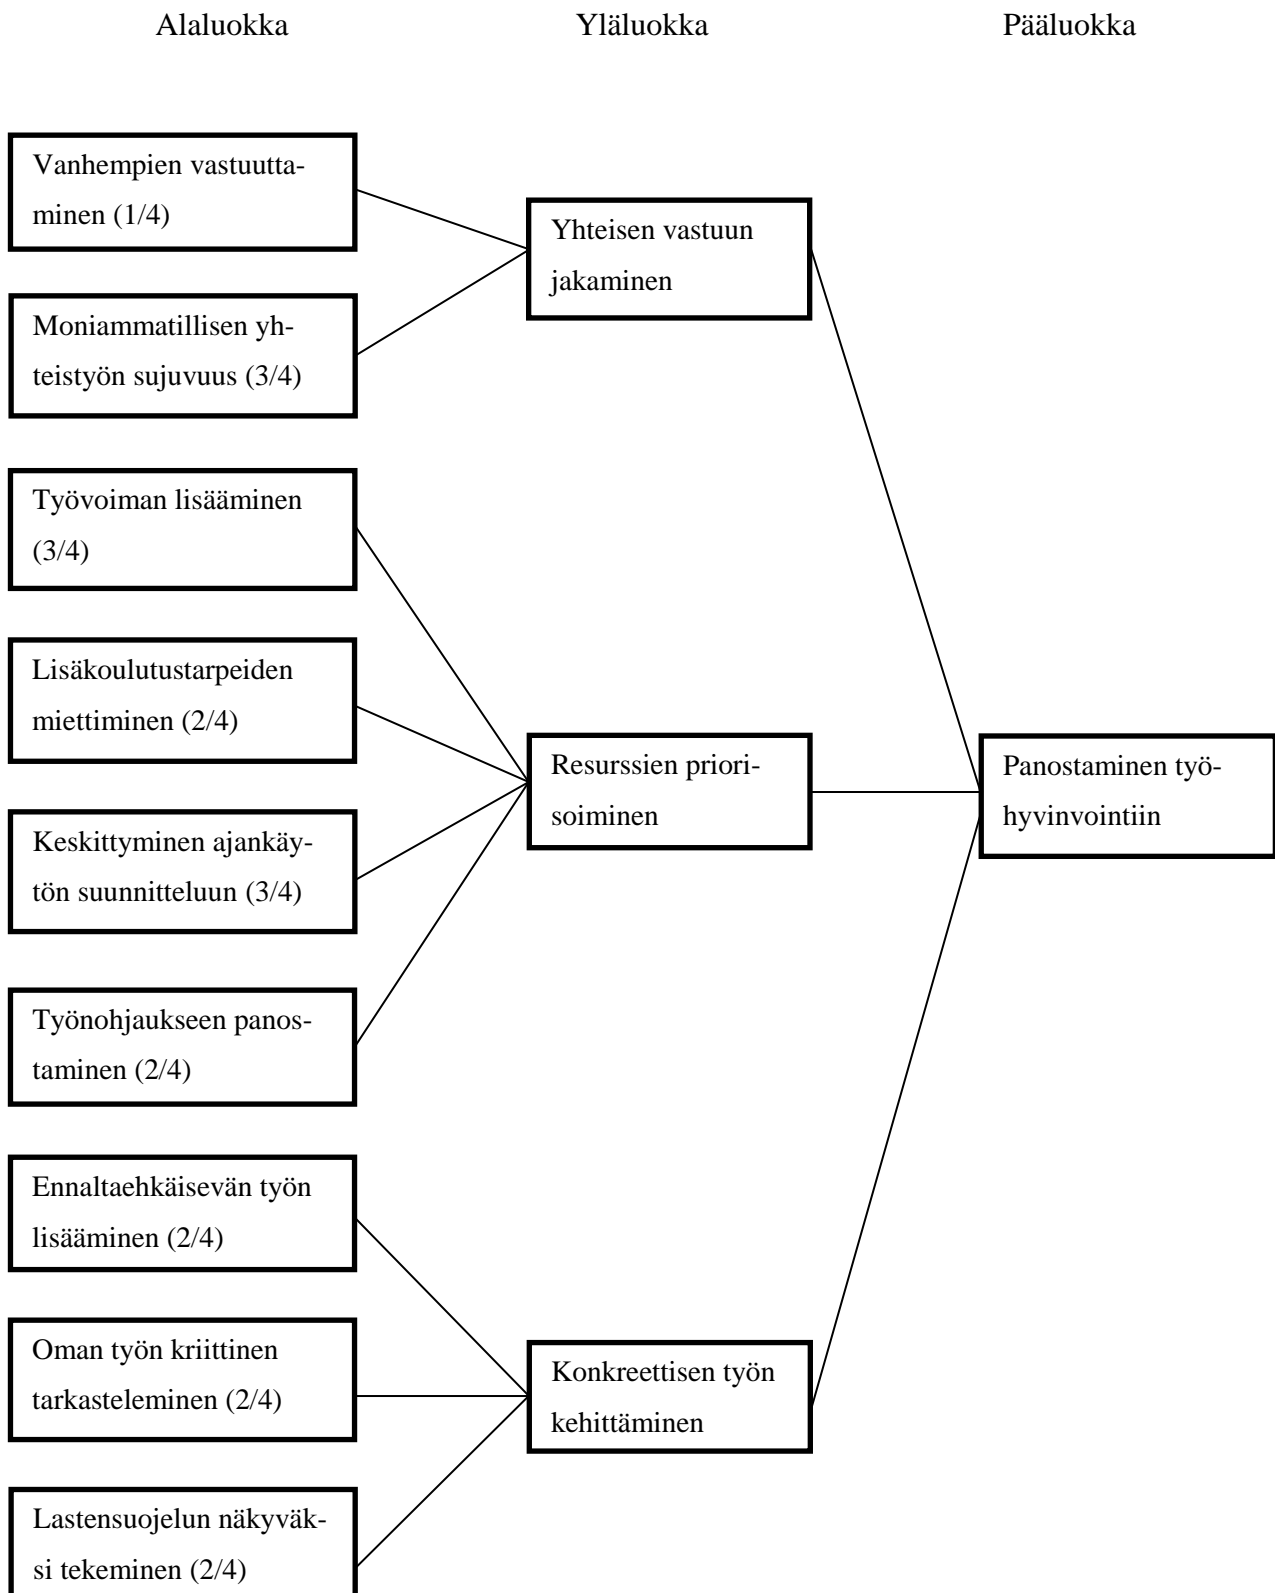 Alaluokka
Yläluokka
Pääluokka
Vanhempien vastuutta-
minen (1/4)
Moniammatillisen yh-
teistyön sujuvuus (3/4)
Yhteisen vastuun
jakaminen
Työvoiman lisääminen
(3/4)
Lisäkoulutustarpeiden
miettiminen (2/4)
Keskittyminen ajankäy-
tön suunnitteluun (3/4)
Työnohjaukseen panos-
taminen (2/4)
Resurssien priori-
soiminen
Panostaminen työ-
hyvinvointiin
Ennaltaehkäisevän työn
lisääminen (2/4)
Oman työn kriittinen
tarkasteleminen (2/4)
Lastensuojelun näkyväk-
si tekeminen (2/4)
Konkreettisen työn
kehittäminen